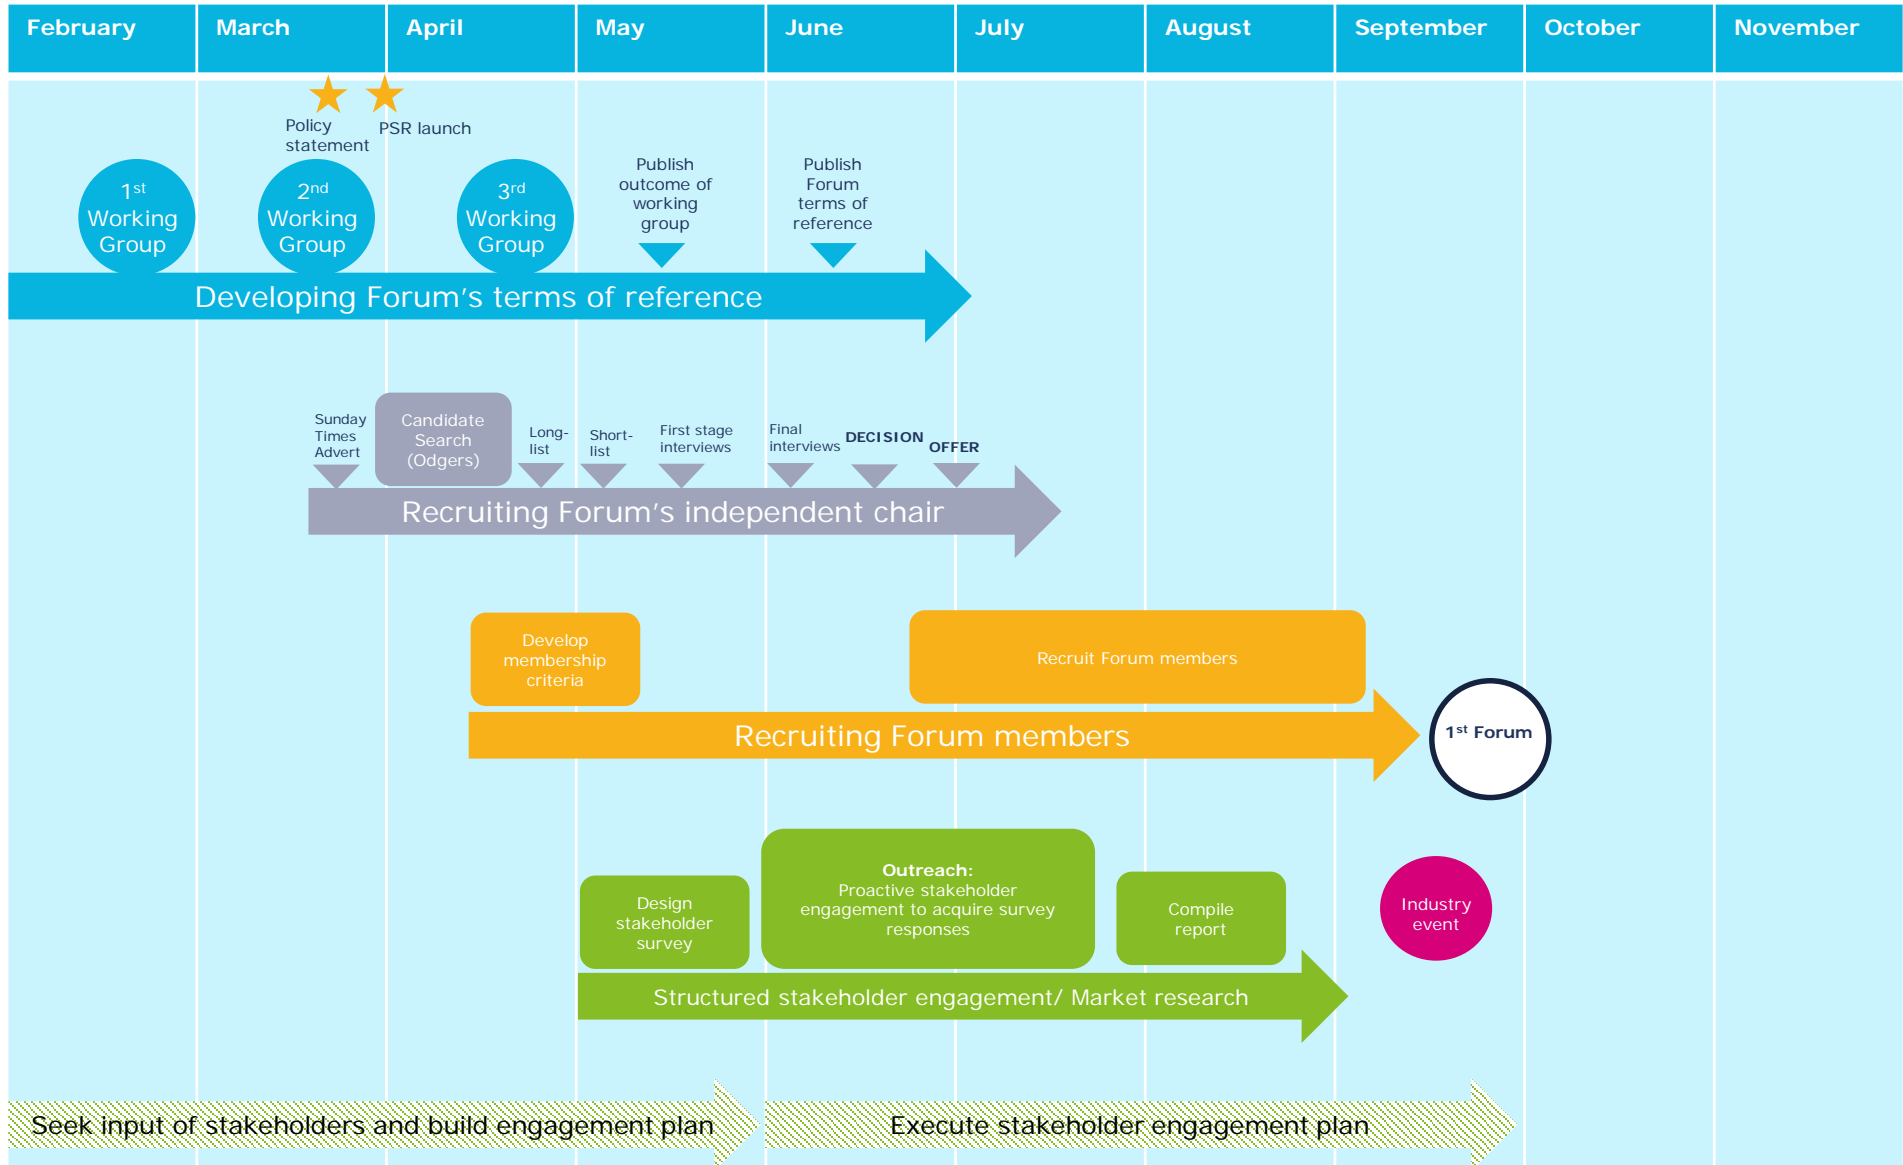 February
March
April
May
June
July
August
September
October
November
Policy
statement
PSR launch
1st
Working
Group
2nd
Working
Group
3rd
Working
Group
Publish
outcome of
working
group
Publish
Forum
terms of
reference
Developing Forum's terms of reference
Sunday
Times
Advert
Candidate
Search
(Odgers)
Long-
list
Short-
list
First stage
interviews
Final
interviews
DECISION
OFFER
Recruiting Forum's independent chair
Develop
membership
criteria
Recruit Forum members
Recruiting Forum members
1st Forum
Design
stakeholder
survey
Outreach:
Proactive stakeholder
engagement to acquire survey
responses
Compile
report
Industry
event
Structured stakeholder engagement/ Market research
Seek input of stakeholders and build engagement plan
Execute stakeholder engagement plan